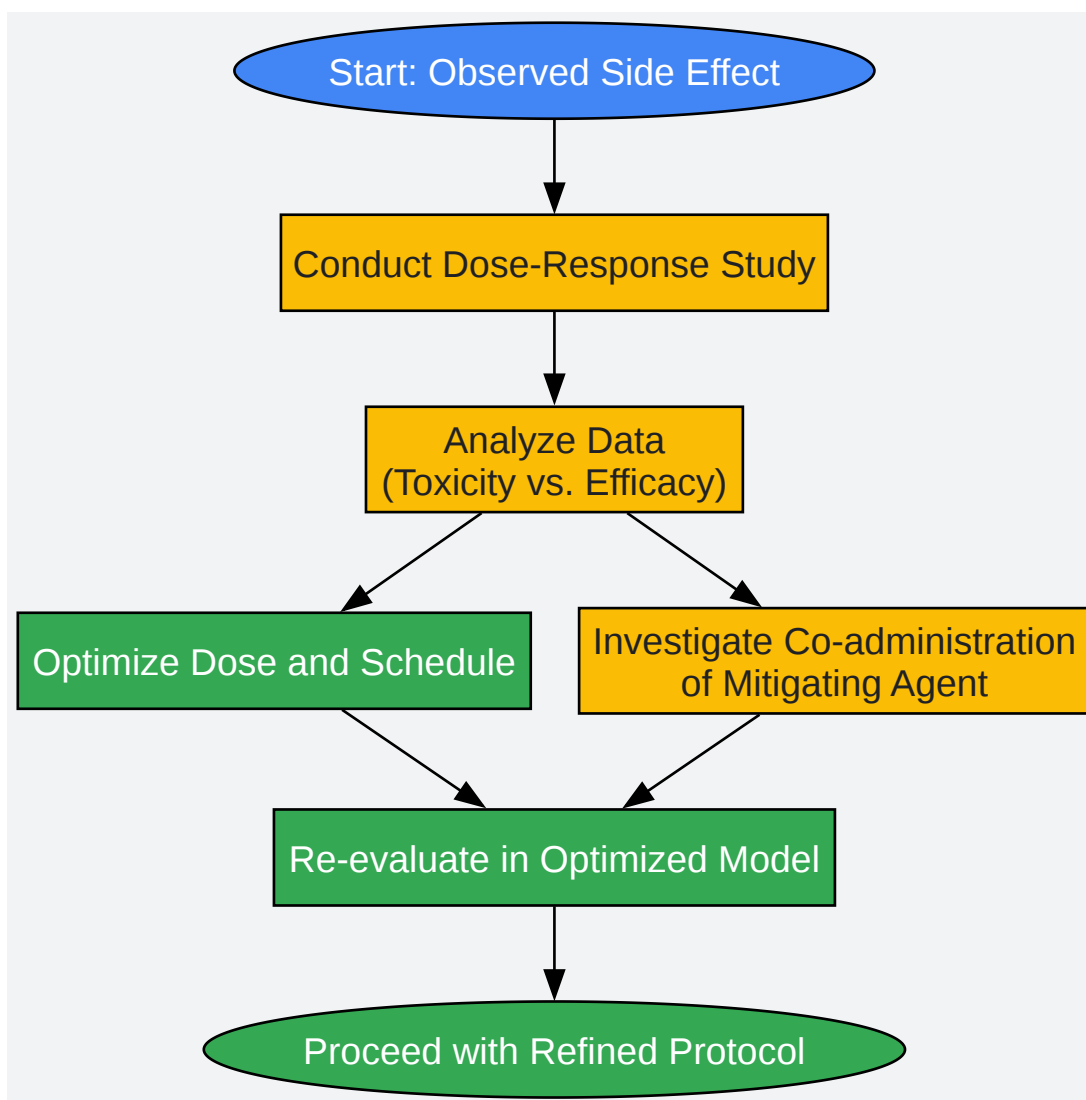 Start: Observed Side Effect
Conduct Dose-Response Study
Analyze Data
(Toxicity vs. Efficacy)
Optimize Dose and Schedule
Investigate Co-administration
of Mitigating Agent
Re-evaluate in Optimized Model
Proceed with Refined Protocol